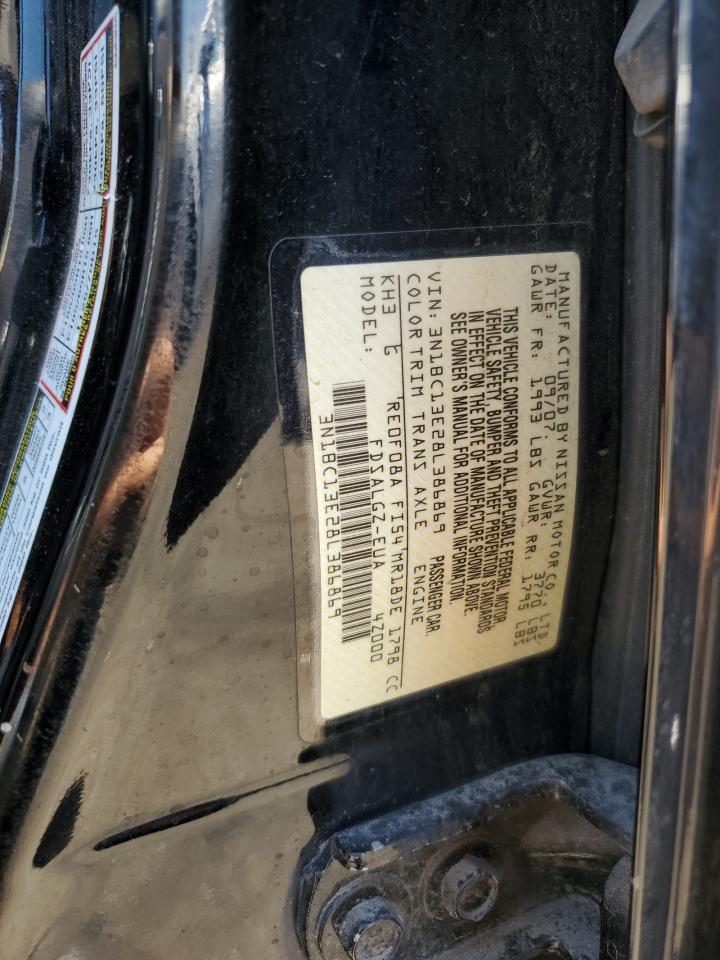 MANUFACTURED BY NISSAN MOTOR CO., LTD.
DATE: 09/07. GVWR: 3770 LBS
GAWR FR: 1993 LBS GAWR RR: 1795 LBS
THIS VEHICLE CONFORMS TO ALL APPLICABLE FEDERAL MOTOR
VEHICLE SAFETY, BUMPER AND THEFT PREVENTION STANDARDS
IN EFFECT ON THE DATE OF MANUFACTURE SHOWN ABOVE.
SEE OWNER'S MANUAL FOR ADDITIONAL INFORMATION.
VIN: 3N1BC13E28L386869 PASSENGER CAR
COLOR TRIM TRANS AXLE ENGINE
KH3 G RE0F08A FI54 MR18DE 1798 CC
MODEL: FDSALGZ-EUA 4Z000
3N1BC13E28L386869